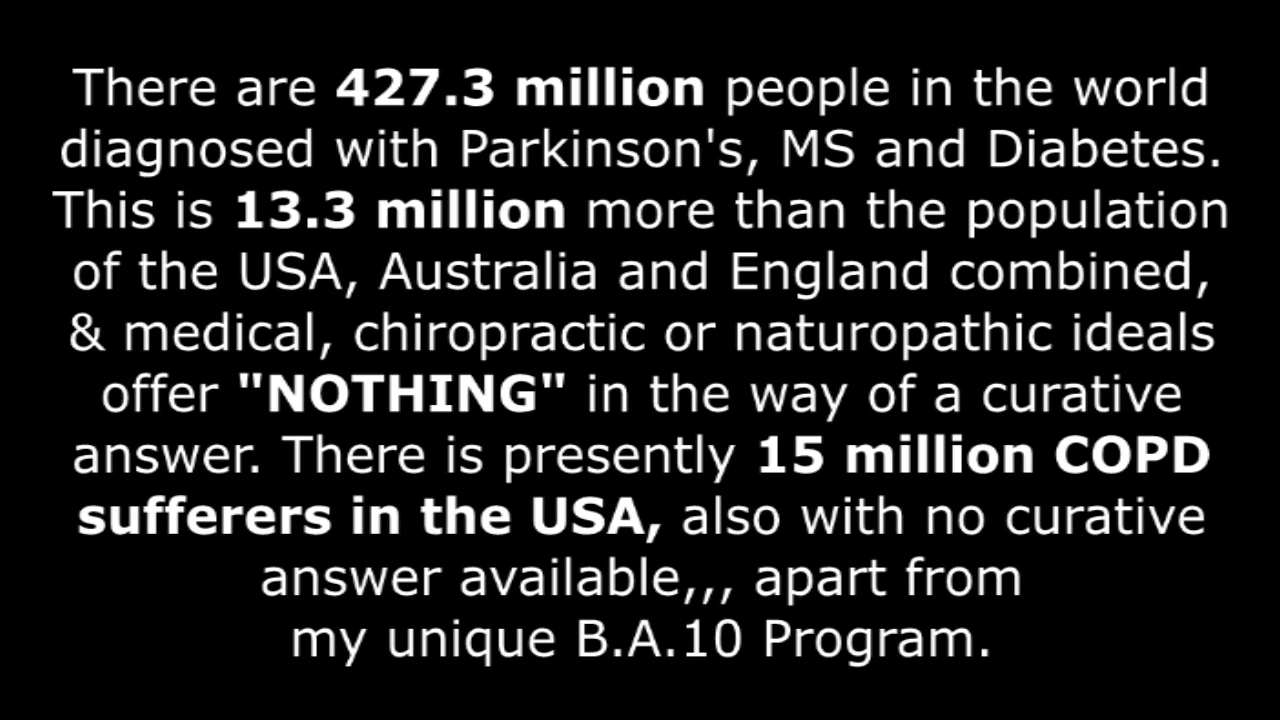 There are 427.3 million people in the world
diagnosed with Parkinson's, MS and Diabetes.
This is 13.3 million more than the population
of the USA, Australia and England combined,
& medical, chiropractic or naturopathic ideals
offer "NOTHING" in the way of a curative
answer. There is presently 15 million COPD
sufferers in the USA, also with no curative
answer available,,, apart from
my unique B.A.10 Program.